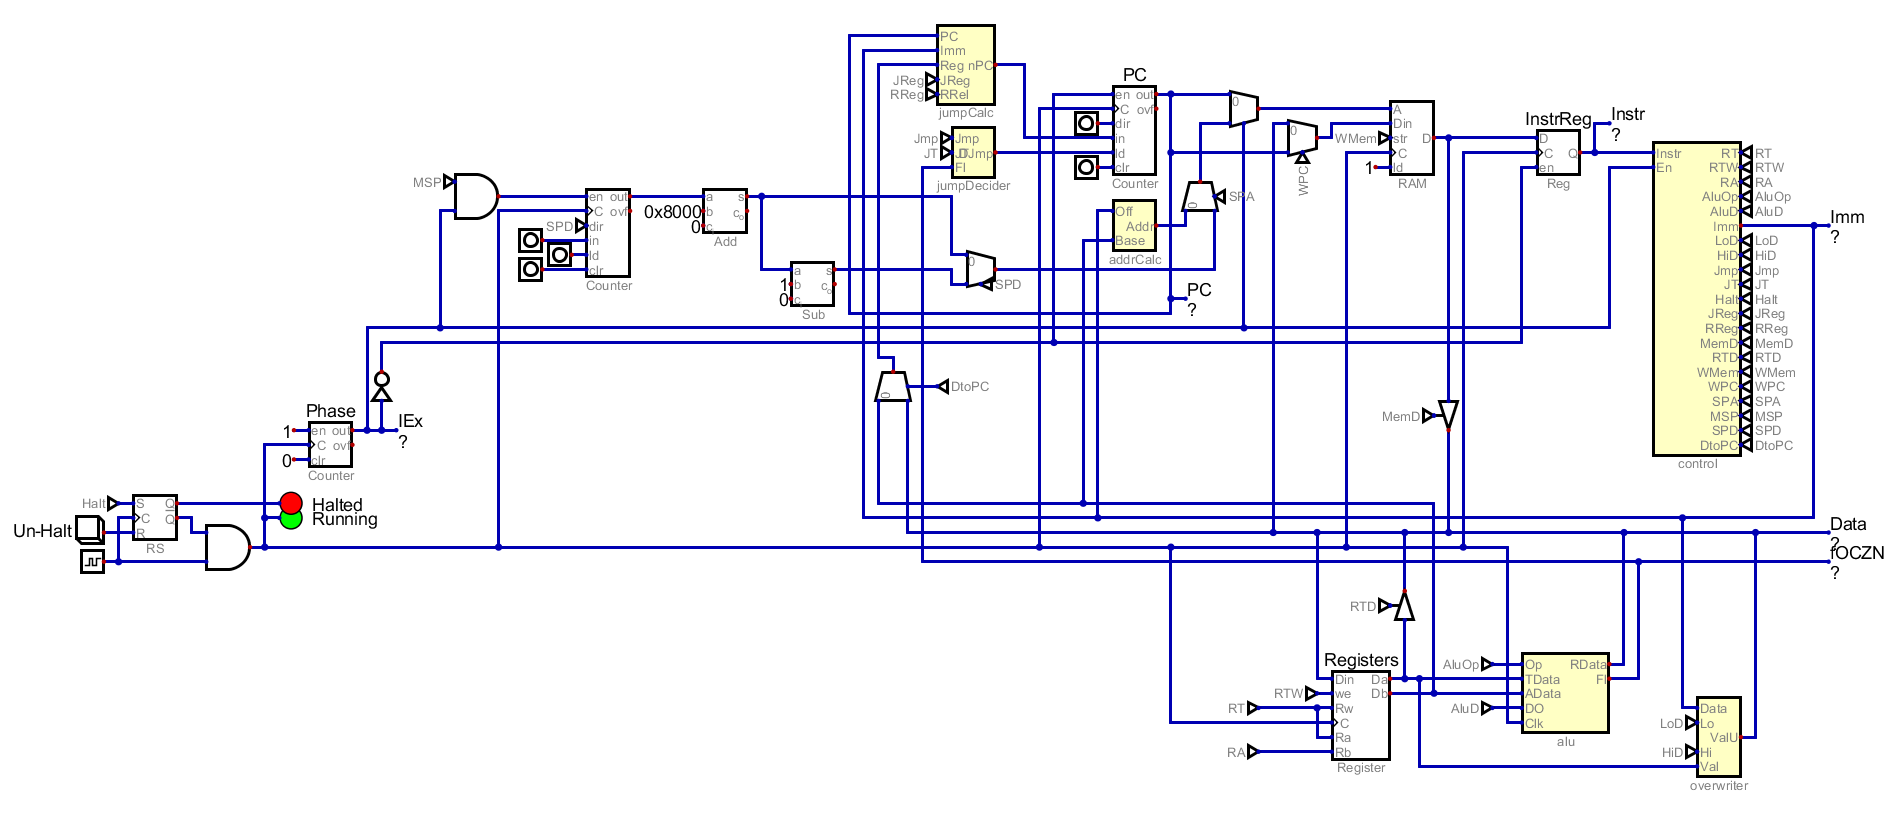 PC
Imm
Reg nPC
JReg JReg
RReg RRel
jumpCalc
Jmp Jmp
JT JT DJmp
Fl
jumpDecider
PC
en out
C ovf
dir
in
ld
clr
Counter
Off
Addr
Base
addrCalc
0
0
SPA
0
WPC
A
Din
WMem str D
C
1 ld
RAM
InstrReg
D
C Q
en
Reg
Instr
?
Instr
En
RT RT
RTW RTW
RA RA
AluOp AluOp
AluD AluD
Imm
LoD LoD
HiD HiD
Jmp Jmp
JT JT
Halt Halt
JReg JReg
RReg RReg
MemD MemD
RTD RTD
WMem WMem
WPC WPC
SPA SPA
MSP MSP
SPD SPD
DtoPC DtoPC
control
Imm
?
MSP
en out
C ovf
SPD dir
in
ld
clr
Counter
a s
0x8000 b
0 c
Add
a s
1 b
0 c
Sub
0
SPD
PC
?
0
DtoPC
MemD
Phase
1 en out
C ovf
0 clr
Counter
IEx
?
Halt S Q
C Q
Un-Halt R
RS
Halted
Running
Data
?
fOCZN
?
RTD
Registers
Din Da
RTW we Db
RT Rw
C
Ra
RA Rb
Register
AluOp Op RData
TData Fl
AData
AluD DO
Clk
alu
Data
LoD Lo
ValU
HiD Hi
Val
overwriter